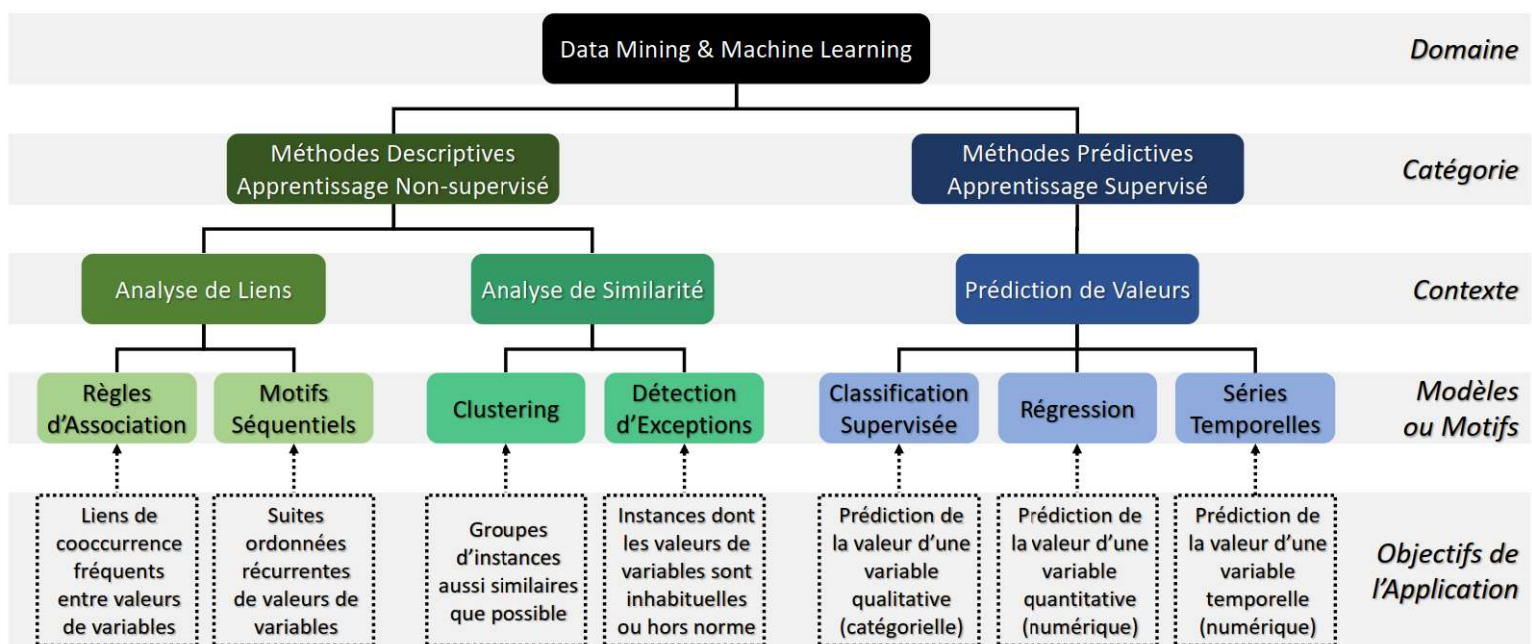 Data Mining & Machine Learning
Domaine
Méthodes Descriptives
Apprentissage Non-supervisé
Méthodes Prédictives
Apprentissage Supervisé
Catégorie
Analyse de Liens
Analyse de Similarité
Prédiction de Valeurs
Contexte
Règles
d'Association
Motifs
Séquentiels
Clustering
Détection
d'Exceptions
Classification
Supervisée
Régression
Séries
Temporelles
Modèles
ou Motifs
Liens de
cooccurrence
fréquents
entre valeurs
de variables
Suites
ordonnées
récurrentes
de valeurs de
variables
Groupes
d'instances
aussi similaires
que possible
Instances dont
les valeurs de
variables sont
inhabituelles
ou hors norme
Prédiction de
la valeur d'une
variable
qualitative
(catégorielle)
Prédiction de
la valeur d'une
variable
quantitative
(numérique)
Prédiction de
la valeur d'une
variable
temporelle
(numérique)
Objectifs de
l'Application